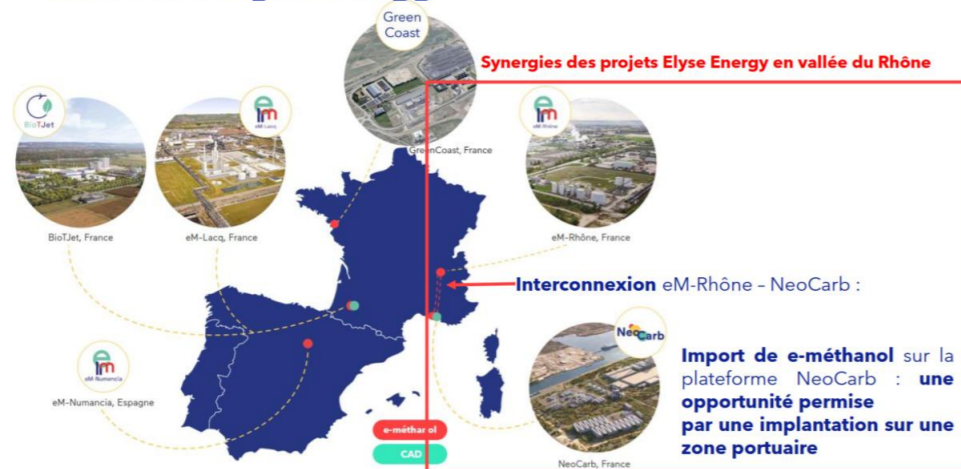 Green
Coast
Synergies des projets Elyse Energy en vallée du Rhône
BioTJet
em
eM-Lacq
em
eM-Rhône
GreenCoast, France
BioTJet, France
eM-Lacq, France
eM-Rhône, France
Interconnexion eM-Rhône – NeoCarb :
NeoCarb
em
eM-Numancia
eM-Numancia, Espagne
Import de e-méthanol sur la
plateforme NeoCarb : une
opportunité permise
par une implantation sur une
zone portuaire
e-méthanol
CAD
NeoCarb, France